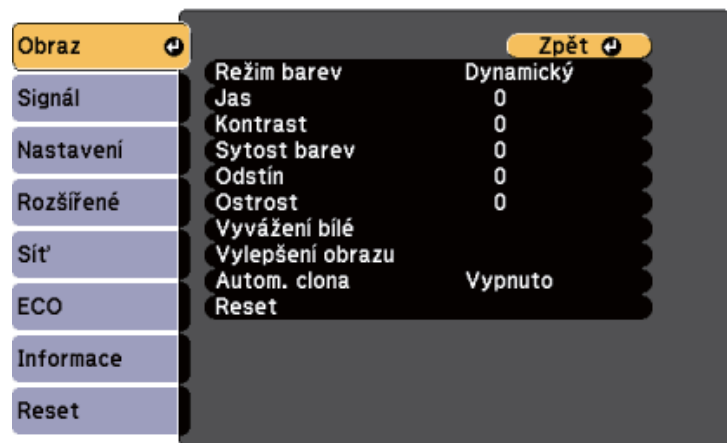 Obraz
Signál
Nastavení
Rozšířené
Síť
ECO
Informace
Reset
Zpět
Režim barev Dynamický
Jas 0
Kontrast 0
Sytost barev 0
Odstín 0
Ostrost 0
Vyvážení bílé
Vylepšení obrazu
Autom. clona Vypnuto
Reset